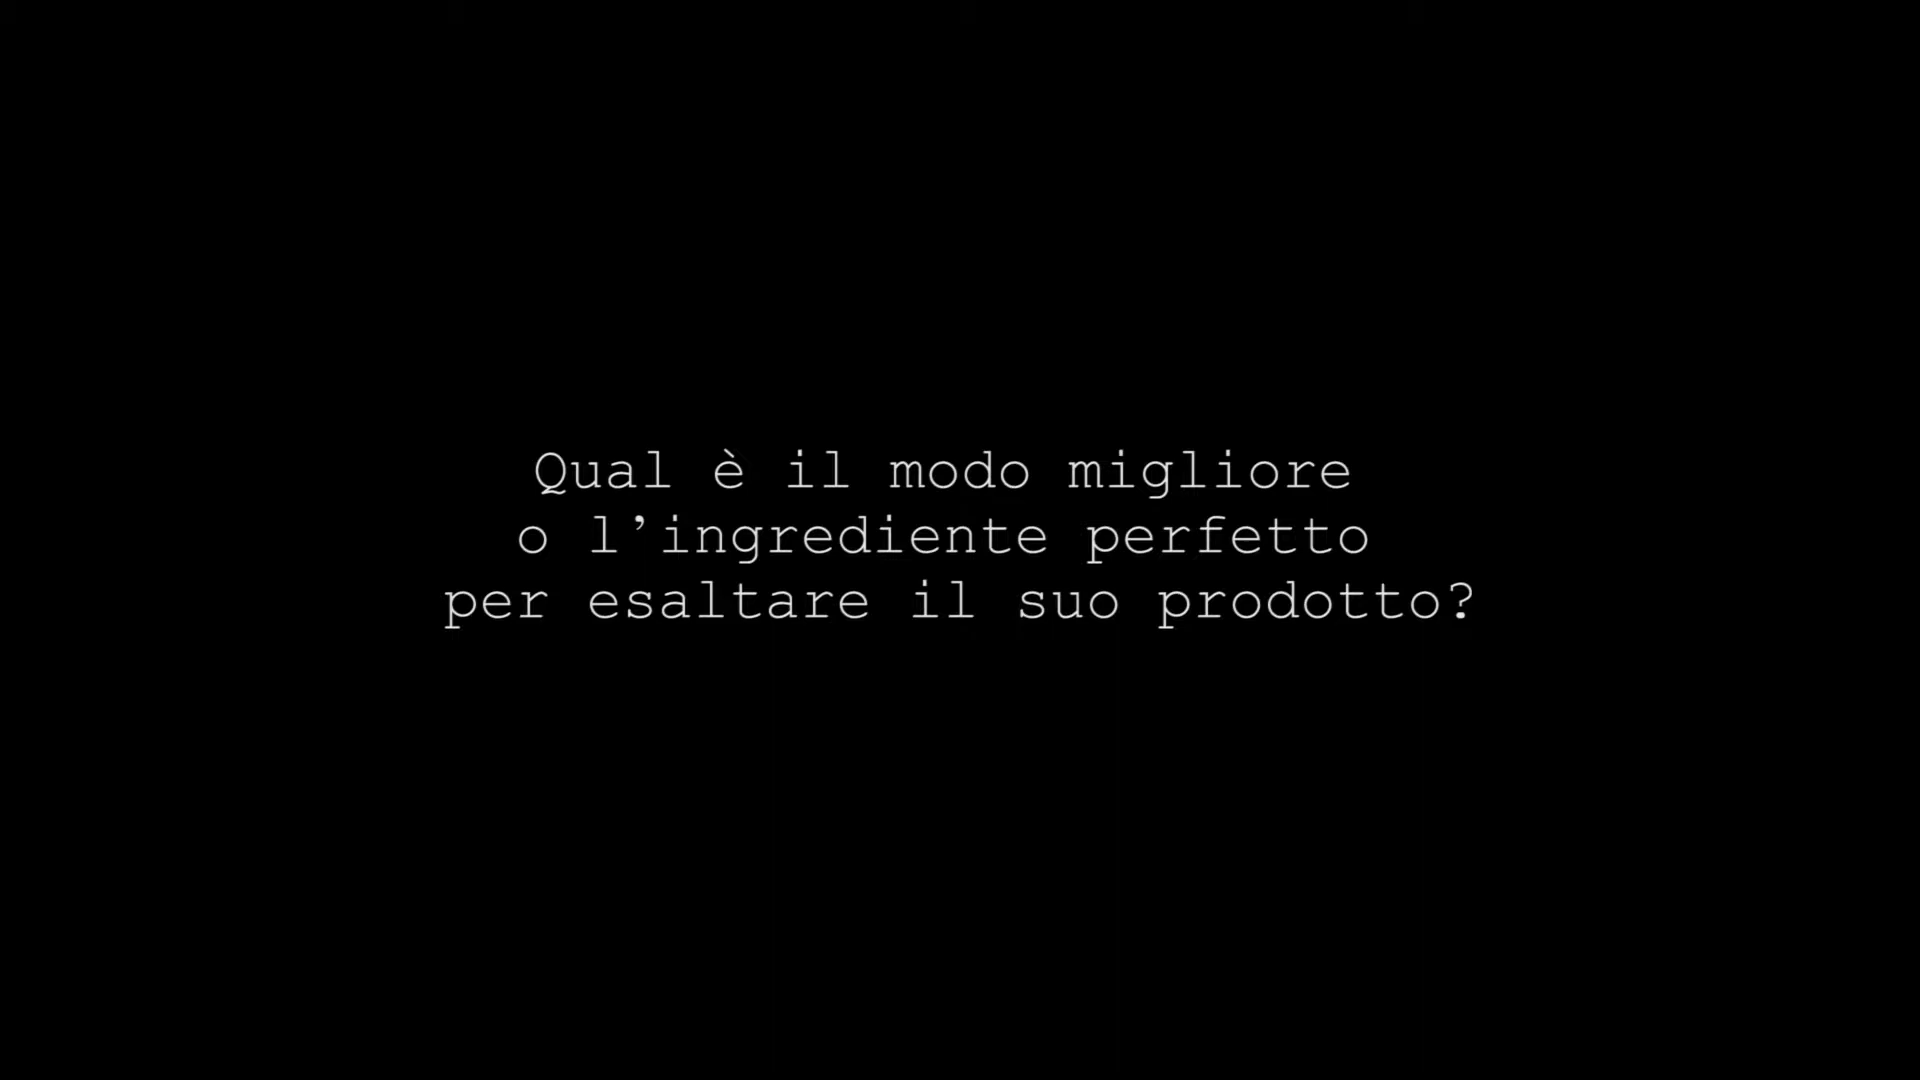 Qual è il modo migliore
o l’ingrediente perfetto
per esaltare il suo prodotto?